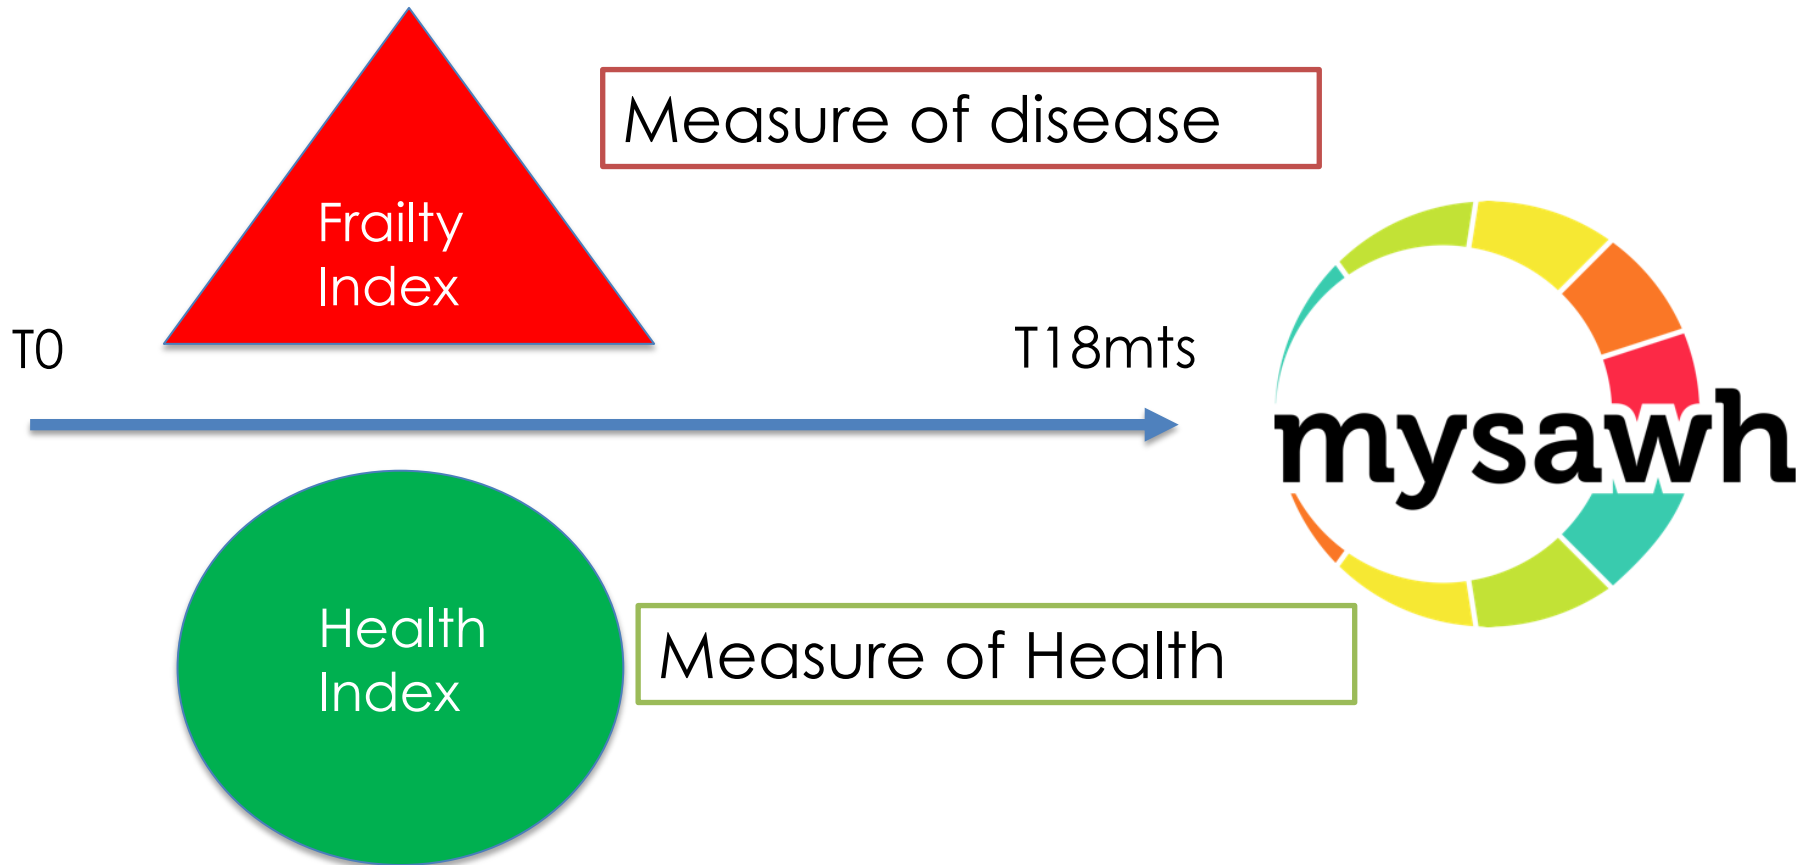 Measure of disease
Frailty
Index
T0
T18mts
mysawh
Health
Index
Measure of Health